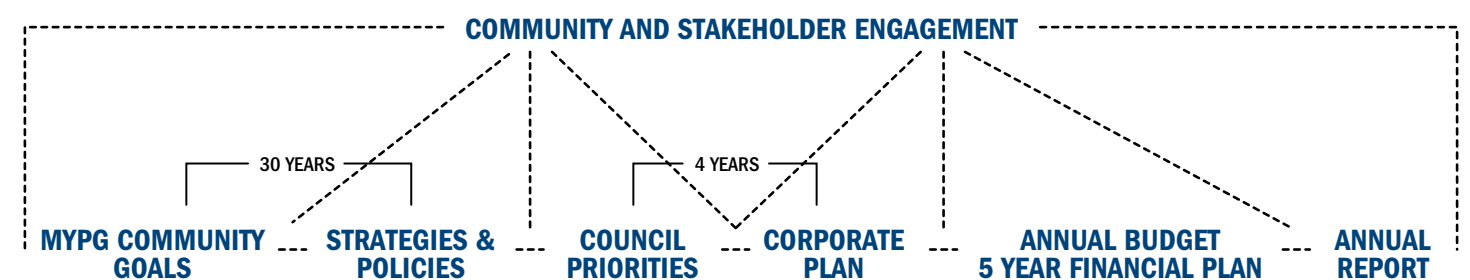 COMMUNITY AND STAKEHOLDER ENGAGEMENT
30 YEARS
4 YEARS
MYPG COMMUNITY
GOALS
STRATEGIES &
POLICIES
COUNCIL
PRIORITIES
CORPORATE
PLAN
ANNUAL BUDGET
5 YEAR FINANCIAL PLAN
ANNUAL
REPORT